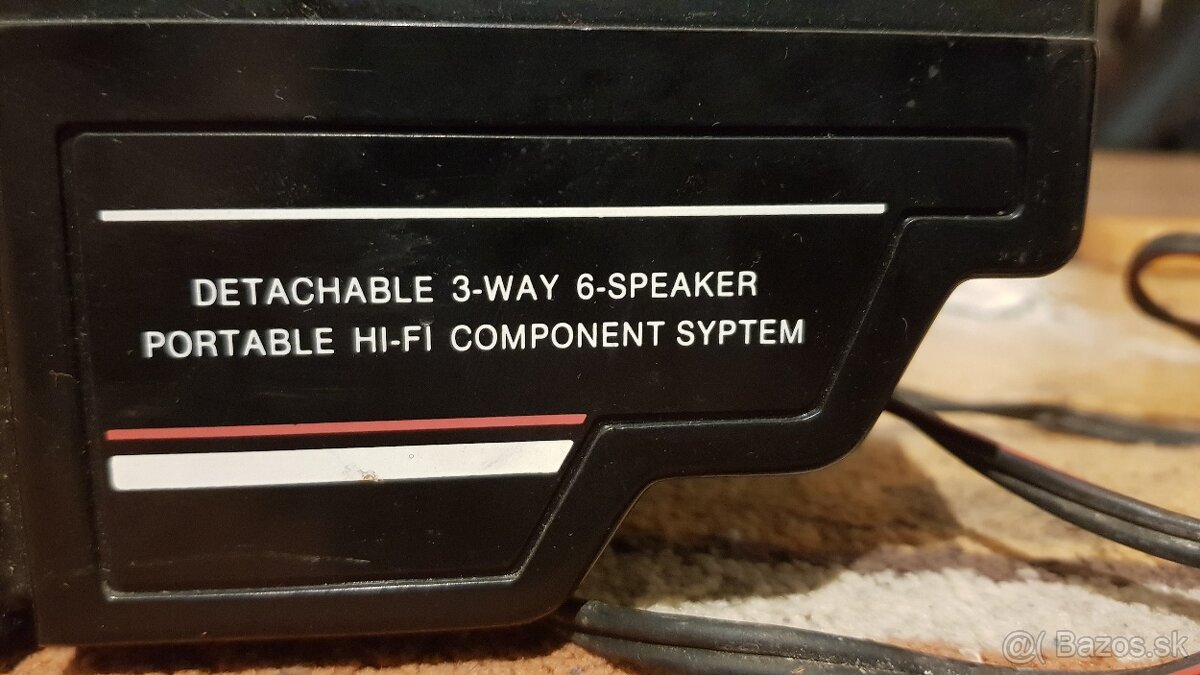 DETACHABLE 3-WAY 6-SPEAKER
PORTABLE HI-FI COMPONENT SYPTEM
@( Bazos.sk